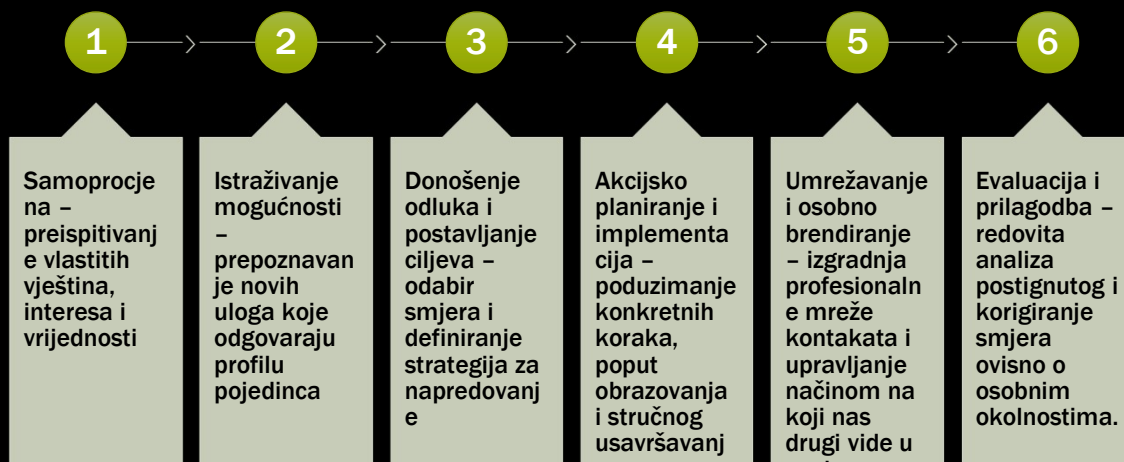 1
2
3
4
5
6
Samoprocje
na –
preispitivanj
e vlastitih
vještina,
interesa i
vrijednosti
Istraživanje
mogućnosti
–
prepoznavan
je novih
uloga koje
odgovaraju
profilu
pojedinca
Donošenje
odluka i
postavljanje
ciljeva –
odabir
smjera i
definiranje
strategija za
napredovanj
e
Akcijsko
planiranje i
implementa
cija –
poduzimanje
konkretnih
koraka,
poput
obrazovanja
i stručnog
usavršavanj
Umrežavanje
i osobno
brendiranje
– izgradnja
profesionaln
e mreže
kontakata i
upravljanje
načinom na
koji nas
drugi vide u
Evaluacija i
prilagodba –
redovita
analiza
postignutog i
korigiranje
smjera
ovisno o
osobnim
okolnostima.